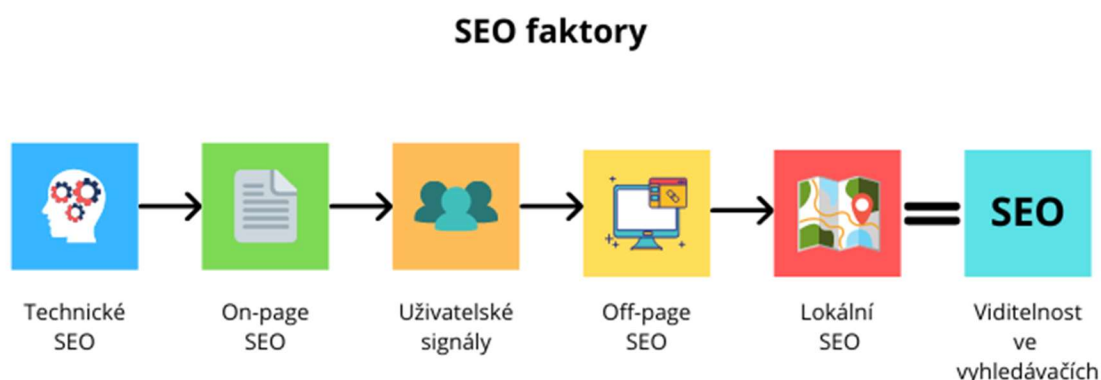 SEO faktory
SEO
Technické
SEO
On-page
SEO
Uživatelské
signály
Off-page
SEO
Lokální
SEO
Viditelnost
ve
vyhledávačích